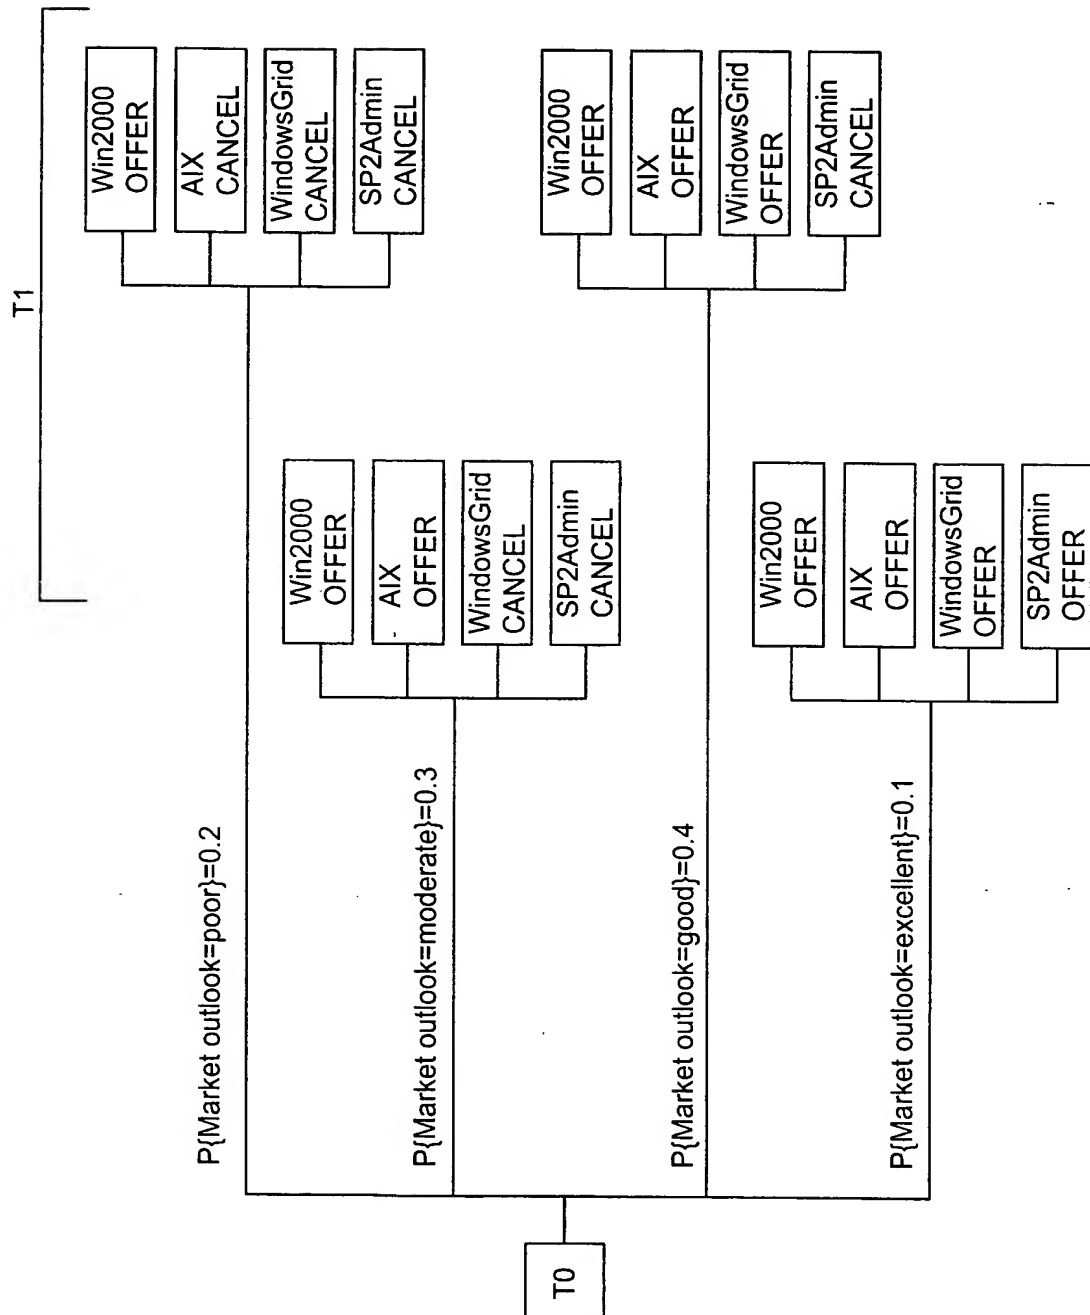 T1
P{Market outlook=poor}=0.2
Win2000
OFFER
AIX
CANCEL
WindowsGrid
CANCEL
SP2Admin
CANCEL
P{Market outlook=moderate}=0.3
Win2000
OFFER
AIX
OFFER
WindowsGrid
CANCEL
SP2Admin
CANCEL
T0
P{Market outlook=good}=0.4
Win2000
OFFER
AIX
OFFER
WindowsGrid
OFFER
SP2Admin
CANCEL
P{Market outlook=excellent}=0.1
Win2000
OFFER
AIX
OFFER
WindowsGrid
OFFER
SP2Admin
OFFER